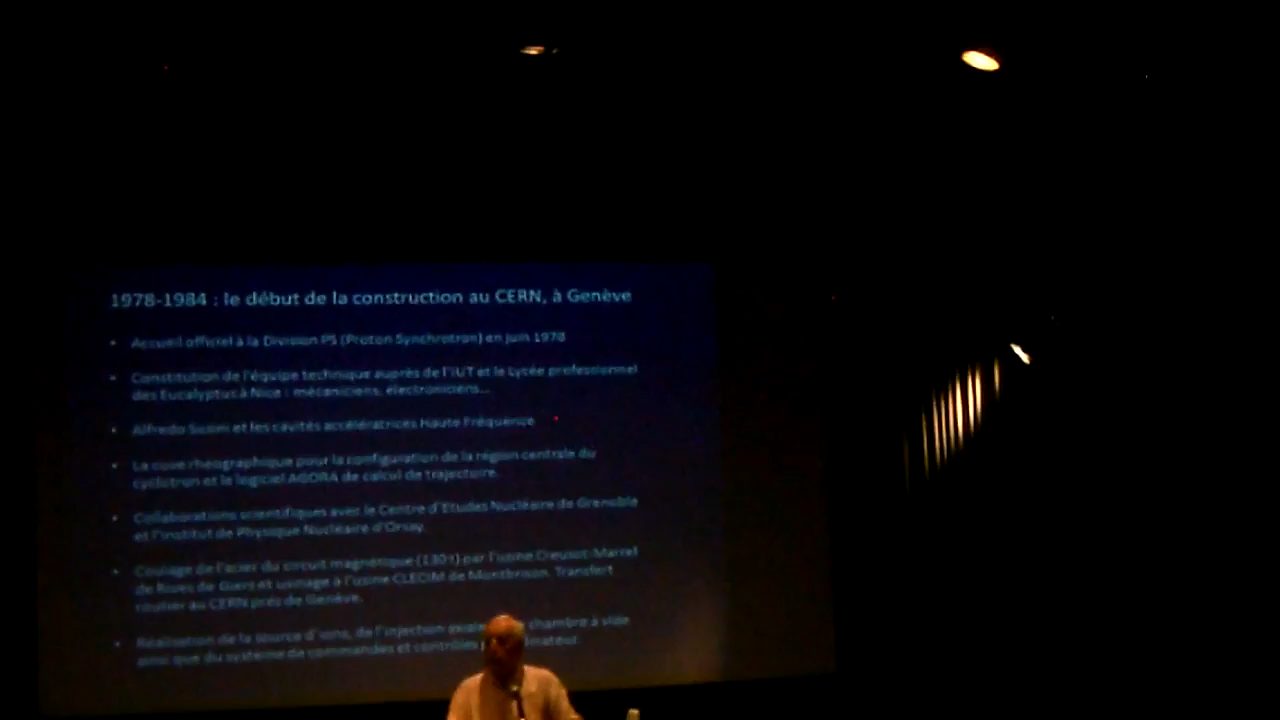 1978-1984 : le début de la construction au CERN, à Genève
• Accueil officiel à la Division PS (Proton Synchrotron) en juin 1978
• Constitution de l'équipe technique auprès de l'IUT et le Lycée professionnel
des Eucalyptus à Nice : mécaniciens, électroniciens...
• Alfredo et les cavités accélératrices Haute Fréquence
• La cuve rhéographique pour la configuration de la région centrale du
cyclotron et le logiciel AGORA de calcul de trajectoire.
• Collaborations scientifiques avec le Centre d'Etudes Nucléaire de Grenoble
et l'Institut de Physique Nucléaire d'Orsay.
• Coulage de l'acier du circuit magnétique (130T) par l'usine Creusot-Marrel
de Rives de Giers et usinage à l'usine CLECIM de Montbrison. Transfert
routier au CERN près de Genève.
• Réalisation de la source d'ions, de l'injection chambre à vide
ainsi que du système de commandes et contrôles